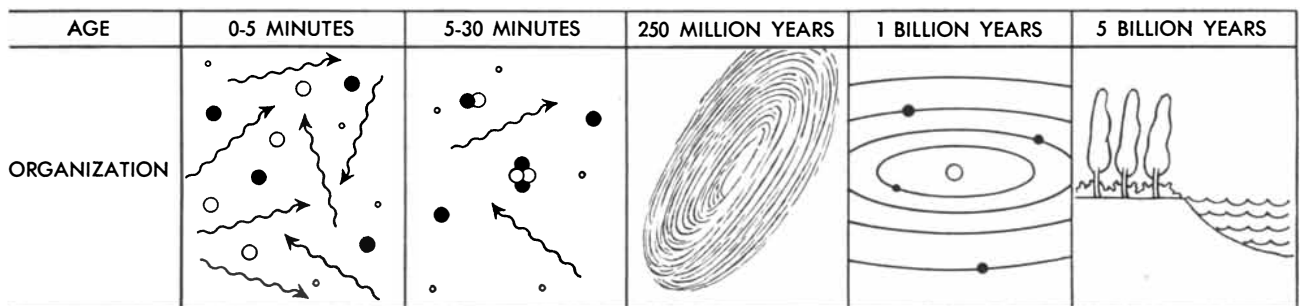 AGE 0-5 MINUTES 5-30 MINUTES 250 MILLION YEARS 1 BILLION YEARS 5 BILLION YEARS
ORGANIZATION